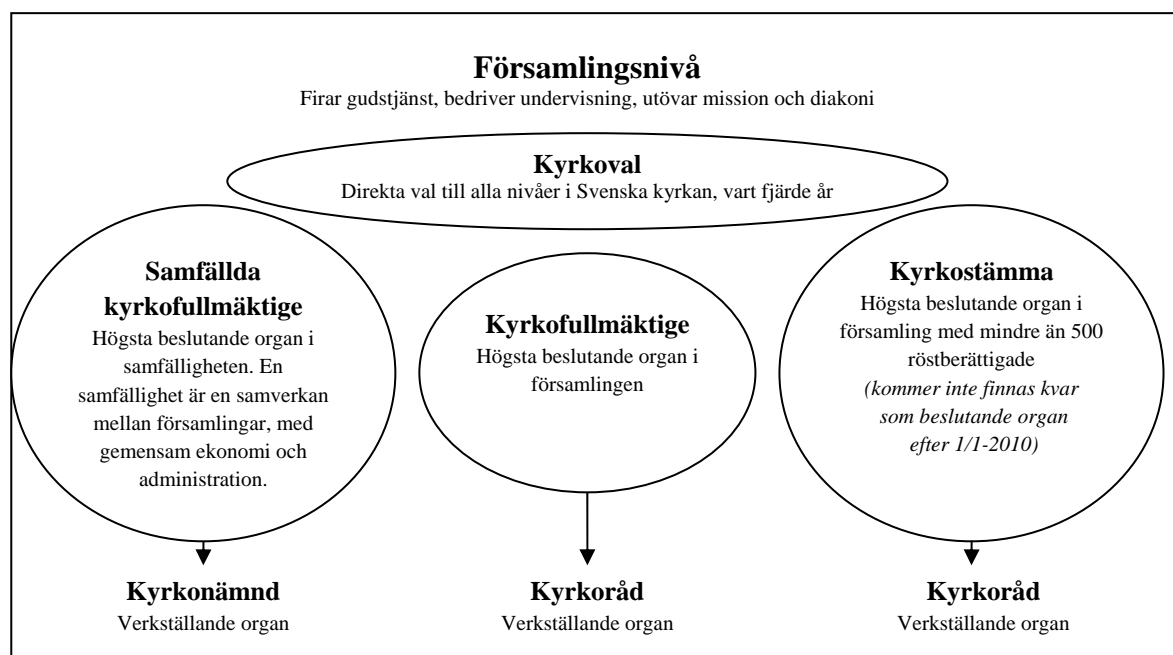 Församlingsnivå
Firar gudstjänst, bedriver undervisning, utövar mission och diakoni
Kyrkoval
Direkta val till alla nivåer i Svenska kyrkan, vart fjärde år
Samfällda
kyrkofullmäktige
Högsta beslutande organ i
samfälligheten. En
samfällighet är en samverkan
mellan församlingar, med
gemensam ekonomi och
administration.
Kyrkofullmäktige
Högsta beslutande organ i
församlingen
Kyrkostämma
Högsta beslutande organ i
församling med mindre än 500
röstberättigade
(kommer inte finnas kvar
som beslutande organ
efter 1/1-2010)
Kyrkonämnd
Verkställande organ
Kyrkoråd
Verkställande organ
Kyrkoråd
Verkställande organ